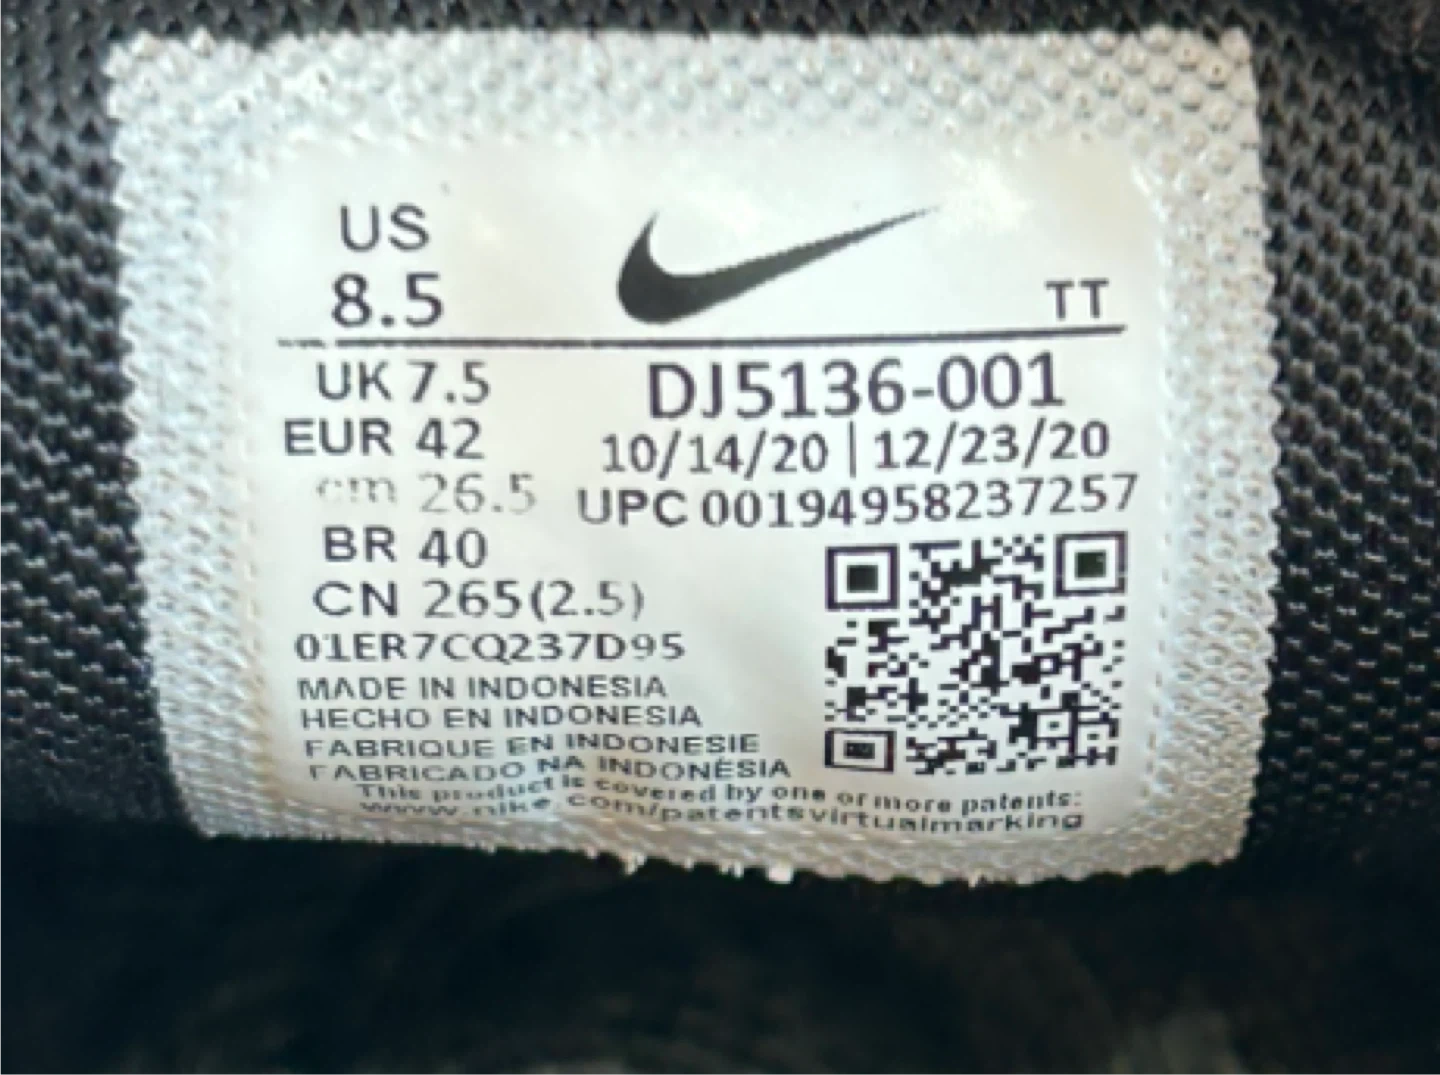 US
8.5
TT
UK 7.5
EUR 42
cm 26.5
BR 40
CN 265(2.5)
DJ5136-001
10/14/20 | 12/23/20
UPC 00194958237257
01ER7CQ237D95
MADE IN INDONESIA
HECHO EN INDONESIA
FABRIQUE EN INDONESIE
FABRICADO NA INDONÉSIA
This product is covered by one or more patents:
www.nike.com/patentsvirtualmarking